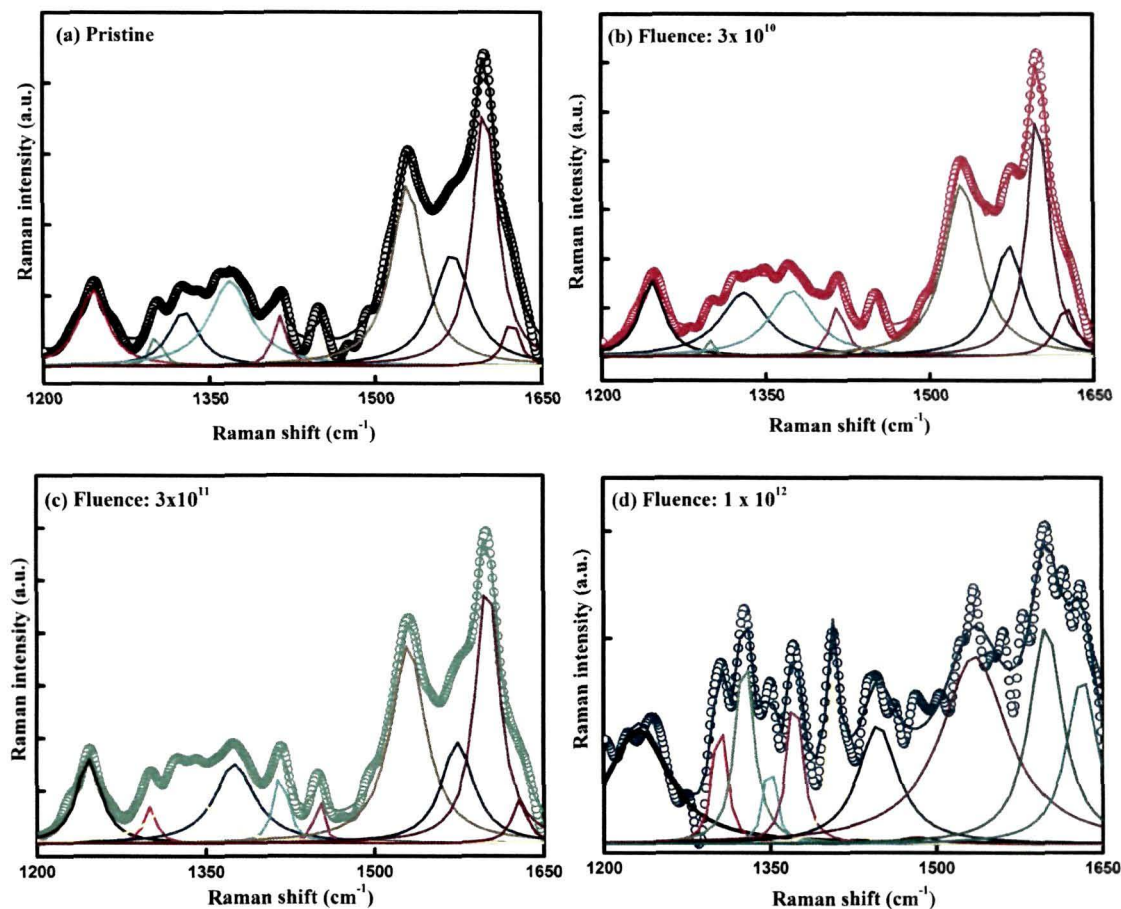 (a) Pristine
Raman intensity (a.u.)
1200 1350 1500 1650
Raman shift (cm⁻¹)
(b) Fluence: 3x 10¹⁰
Raman intensity (a.u.)
1200 1350 1500 1650
Raman shift (cm⁻¹)
(c) Fluence: 3x10¹¹
Raman intensity (a.u.)
1200 1350 1500 1650
Raman shift (cm⁻¹)
(d) Fluence: 1 x 10¹²
Raman intensity (a.u.)
1200 1350 1500 1650
Raman shift (cm⁻¹)